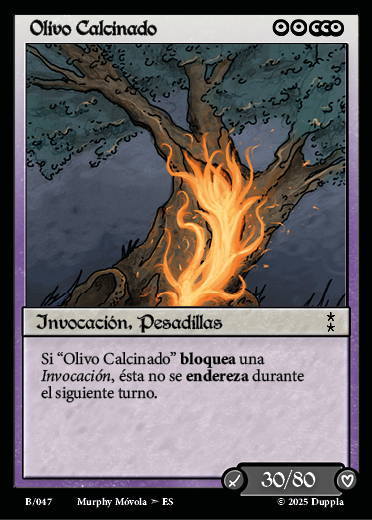 Olivo Calcinado
Invocación, Pesadillas
Si “Olivo Calcinado” bloquea una
Invocación, ésta no se endereza durante
el siguiente turno.
30/80
B/047 Murphy Móvola ➣ ES © 2025 Duppla